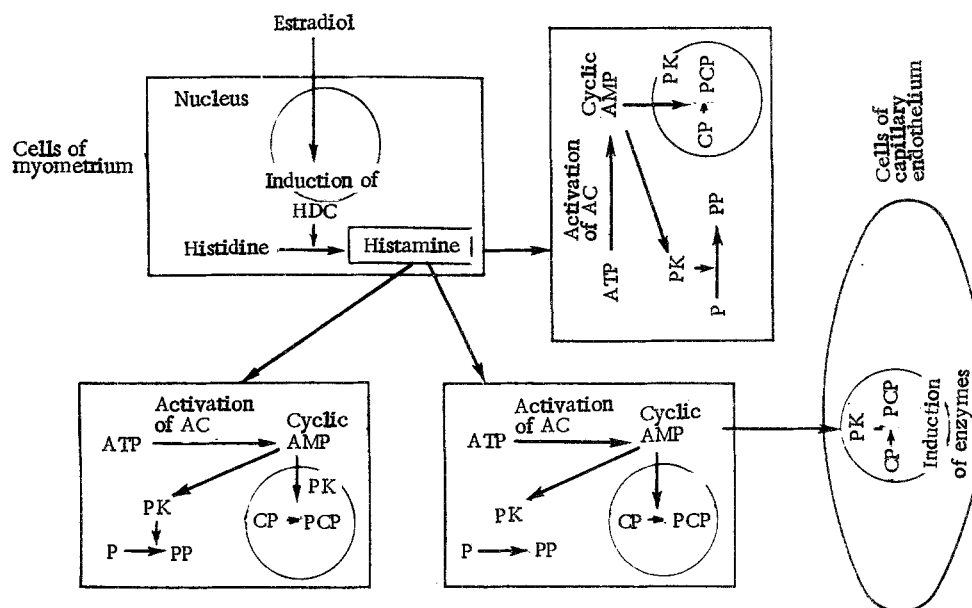 Estradiol
Nucleus
Cells of
myometrium
Induction of
HDC
Histidine
Histamine
Cyclic
AMP
PK
CP
PCP
Activation
of AC
ATP
PK
P
PP
Cells of
capillary
endothelium
PK
CP
PCP
Induction
of enzymes
Activation
of AC
ATP
Cyclic
AMP
PK
PK
CP
PCP
P
PP
Activation
of AC
ATP
Cyclic
AMP
PK
CP
PCP
P
PP